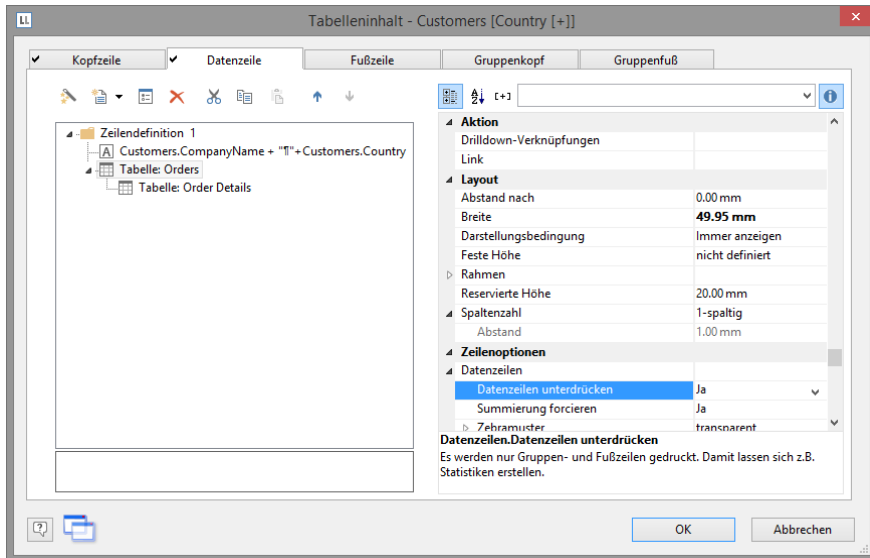 LL
Tabelleninhalt - Customers [Country [+]]
Kopfzeile
Datenzeile
Fußzeile
Gruppenkopf
Gruppenfuß
[+]
Zeilendefinition 1
A Customers.CompanyName + "¶"+Customers.Country
Tabelle: Orders
Tabelle: Order Details
Aktion
Drilldown-Verknüpfungen
Link
Layout
Abstand nach 0.00 mm
Breite 49.95 mm
Darstellungsbedingung Immer anzeigen
Feste Höhe nicht definiert
Rahmen
Reservierte Höhe 20.00 mm
Spaltenzahl 1-spaltig
Abstand 1.00 mm
Zeilenoptionen
Datenzeilen
Datenzeilen unterdrücken Ja
Summierung forcieren Ja
Zebramuster transparent
Datenzeilen.Datenzeilen unterdrücken
Es werden nur Gruppen- und Fußzeilen gedruckt. Damit lassen sich z.B.
Statistiken erstellen.
OK
Abbrechen